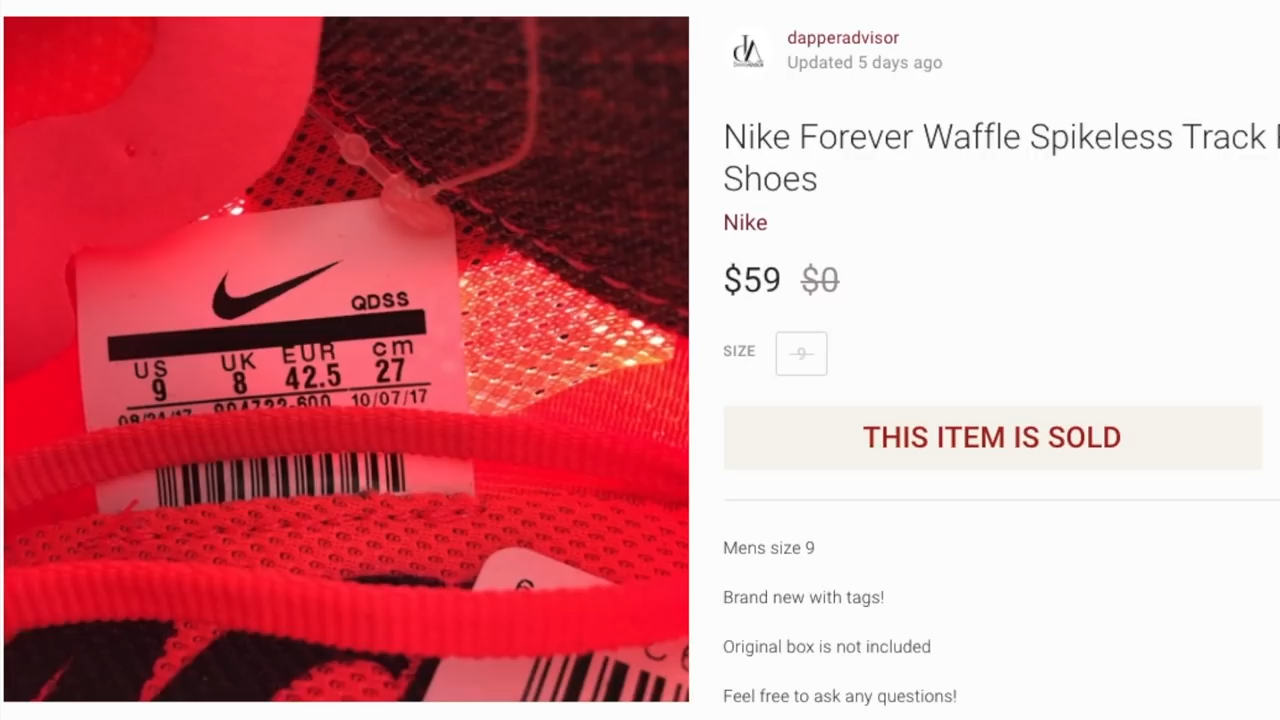 QDSS
US UK EUR cm
9 8 42.5 27
10/07/17
dapperadvisor
Updated 5 days ago
Nike Forever Waffle Spikeless Track
Shoes
Nike
$59 $0
SIZE 9
THIS ITEM IS SOLD
Mens size 9
Brand new with tags!
Original box is not included
Feel free to ask any questions!